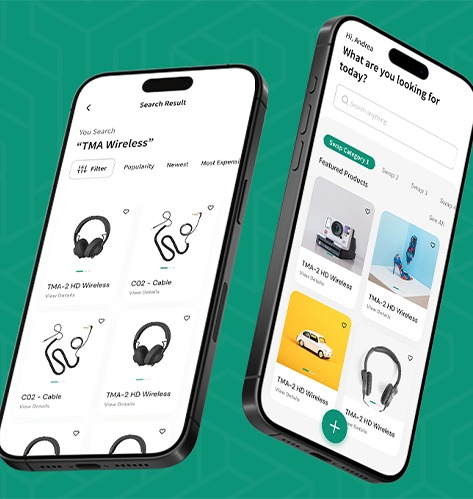 Search Result
You Search
“TMA Wireless”
Filter
Popularity
Newest
Most Expensi
TMA-2 HD Wireless
View Details
CO2 - Cable
View Details
CO2 - Cable
View Details
TMA-2 HD Wireless
View Details
Hi, Andrea
What are you looking for
today?
Search anything
Swap Category 1
Swap 2
Swap 3
Swap 4
Featured Products
See All
TMA-2 HD Wireless
View Details
TMA-2 HD Wireless
View Details
TMA-2 HD Wireless
View Details
TMA-2 HD Wireless
View Details